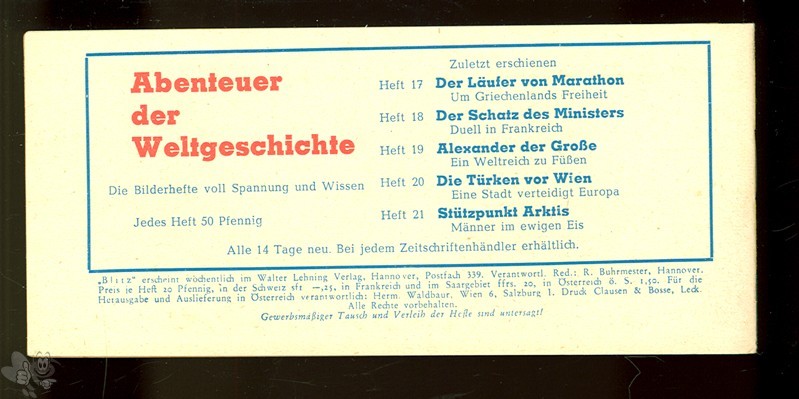 Abenteuer
der
Weltgeschichte
Die Bilderhefte voll Spannung und Wissen
Jedes Heft 50 Pfennig
Zuletzt erschienen
Heft 17 Der Läufer von Marathon
Um Griechenlands Freiheit
Heft 18 Der Schatz des Ministers
Duell in Frankreich
Heft 19 Alexander der Große
Ein Weltreich zu Füßen
Heft 20 Die Türken vor Wien
Eine Stadt verteidigt Europa
Heft 21 Stützpunkt Arktis
Männer im ewigen Eis
Alle 14 Tage neu. Bei jedem Zeitschriftenhändler erhältlich.
„Blitz" erscheint wöchentlich im Walter Lehning Verlag, Hannover, Postfach 339. Verantwortl. Red.: R. Buhrmester, Hannover.
Preis je Heft 20 Pfennig, in der Schweiz sfr —,25, in Frankreich und im Saargebiet ffrs. 20, in Österreich ö. S. 1,50. Für die
Herausgabe und Auslieferung in Österreich verantwortlich: Herm. Waldbaur, Wien 6, Salzburg 1. Druck Clausen & Bosse, Leck.
Alle Rechte vorbehalten.
Gewerbsmäßiger Tausch und Verleih der Hefte sind untersagt!